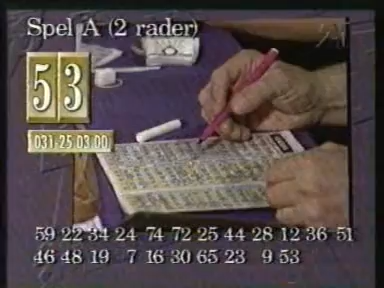 Spel A (2 rader)
53
031-25 03 00
59 22 34 24 74 72 25 44 28 12 36 51
46 48 19 7 16 30 65 23 9 53